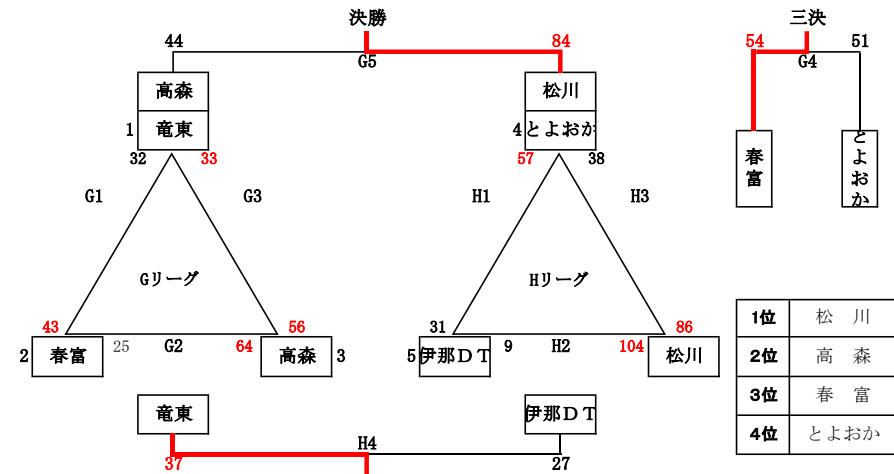 決勝
三決
44
84
54
51
G5
G4
高森
松川
1
竜東
4
とよおか
32
33
57
38
春富
とよおか
G1
G3
H1
H3
Gリーグ
Hリーグ
43
56
31
86
2
春富
25
G2
64
高森
3
5
伊那DT
9
H2
104
松川
1位
松 川
2位
高 森
3位
春 富
4位
とよおか
竜東
伊那DT
H4
37
27